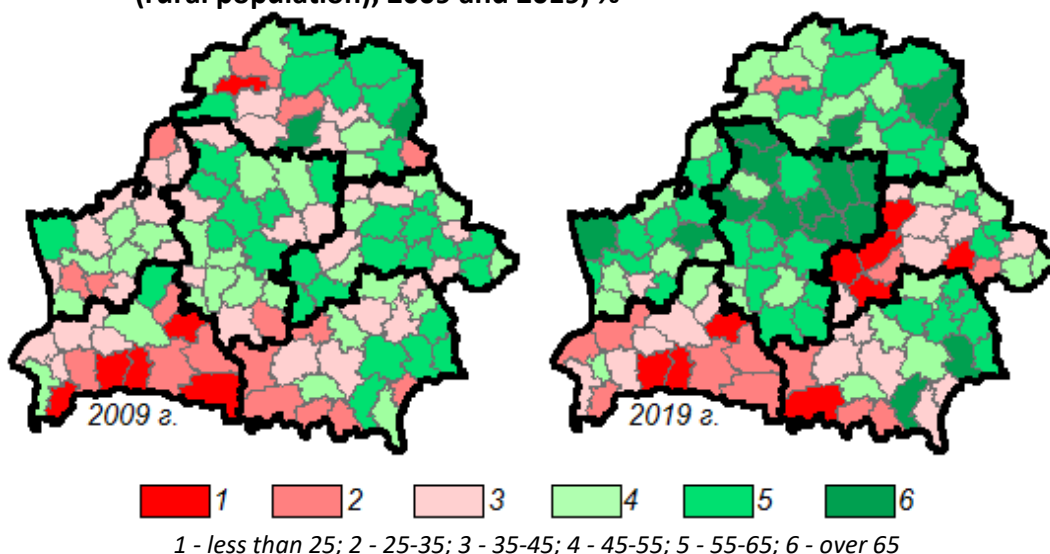 (rural population), 2009 and 2019, %
2009 г.
2019 г.
1
2
3
4
5
6
1 - less than 25; 2 - 25-35; 3 - 35-45; 4 - 45-55; 5 - 55-65; 6 - over 65